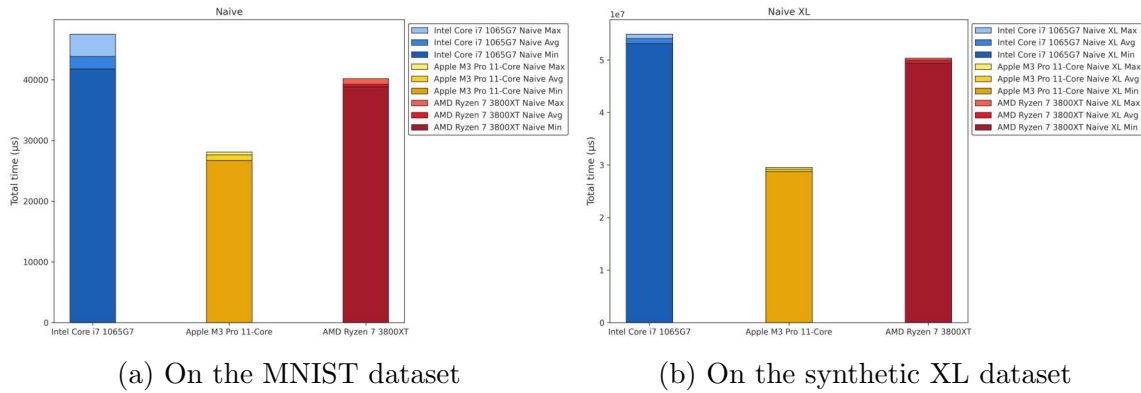 Naive
Total time (µs)
40000
30000
20000
10000
0
Intel Core i7 1065G7
Apple M3 Pro 11-Core
AMD Ryzen 7 3800XT
Intel Core i7 1065G7 Naive Max
Intel Core i7 1065G7 Naive Avg
Intel Core i7 1065G7 Naive Min
Apple M3 Pro 11-Core Naive Max
Apple M3 Pro 11-Core Naive Avg
Apple M3 Pro 11-Core Naive Min
AMD Ryzen 7 3800XT Naive Max
AMD Ryzen 7 3800XT Naive Avg
AMD Ryzen 7 3800XT Naive Min
(a) On the MNIST dataset
Naive XL
1e7
Total time (µs)
5
4
3
2
1
0
Intel Core i7 1065G7
Apple M3 Pro 11-Core
AMD Ryzen 7 3800XT
Intel Core i7 1065G7 Naive XL Max
Intel Core i7 1065G7 Naive XL Avg
Intel Core i7 1065G7 Naive XL Min
Apple M3 Pro 11-Core Naive XL Max
Apple M3 Pro 11-Core Naive XL Avg
Apple M3 Pro 11-Core Naive XL Min
AMD Ryzen 7 3800XT Naive XL Max
AMD Ryzen 7 3800XT Naive XL Avg
AMD Ryzen 7 3800XT Naive XL Min
(b) On the synthetic XL dataset